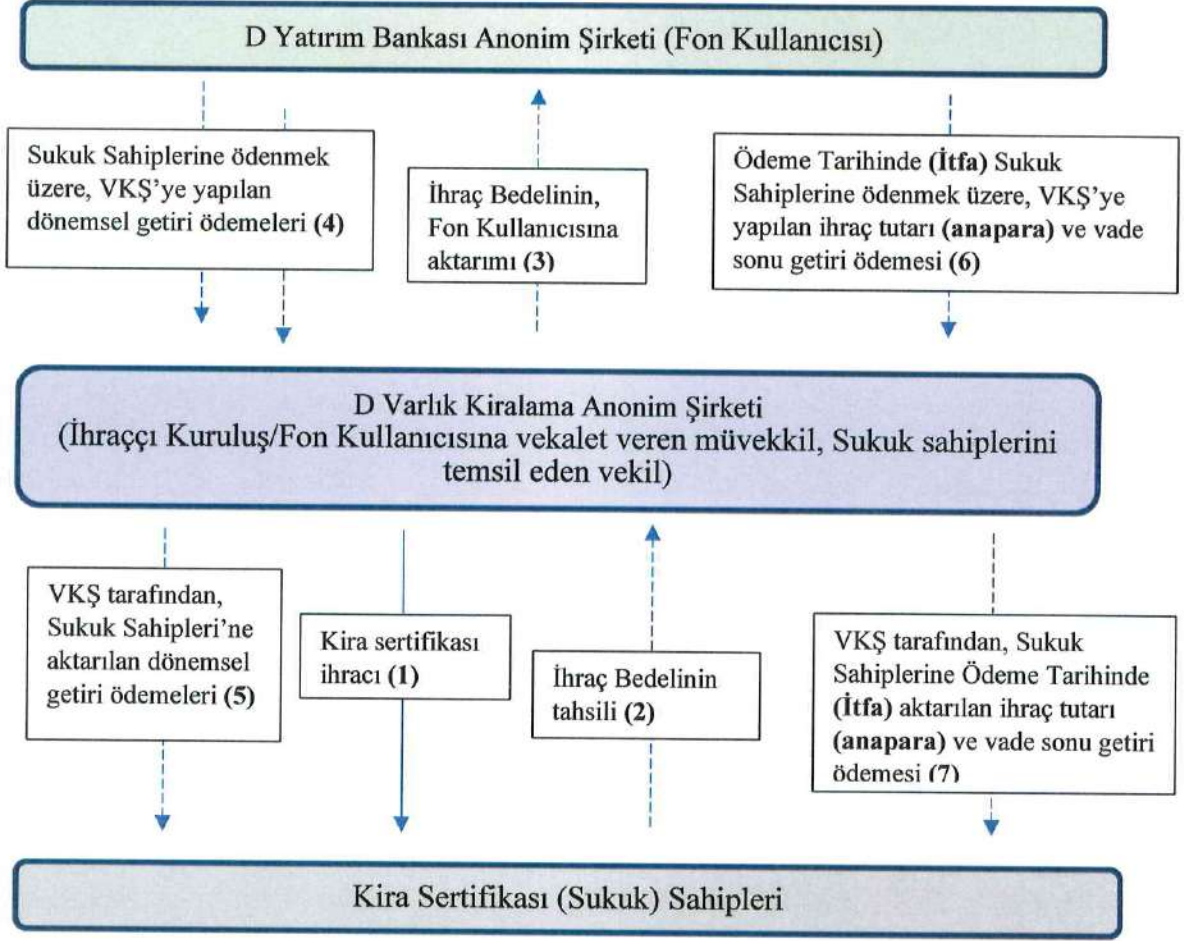 D Yatırım Bankası Anonim Şirketi (Fon Kullanıcısı)
Sukuk Sahiplerine ödenmek
üzere, VKŞ’ye yapılan
dönemsel getiri ödemeleri (4)
İhraç Bedelinin,
Fon Kullanıcısına
aktarımı (3)
Ödeme Tarihinde (İtfa) Sukuk
Sahiplerine ödenmek üzere, VKŞ’ye
yapılan ihraç tutarı (anapara) ve vade
sonu getiri ödemesi (6)
D Varlık Kiralama Anonim Şirketi
(İhraççı Kuruluş/Fon Kullanıcısına vekalet veren müvekkil, Sukuk sahiplerini
temsil eden vekil)
VKŞ tarafından,
Sukuk Sahipleri’ne
aktarılan dönemsel
getiri ödemeleri (5)
Kira sertifikası
ihracı (1)
İhraç Bedelinin
tahsili (2)
VKŞ tarafından, Sukuk
Sahiplerine Ödeme Tarihinde
(İtfa) aktarılan ihraç tutarı
(anapara) ve vade sonu getiri
ödemesi (7)
Kira Sertifikası (Sukuk) Sahipleri